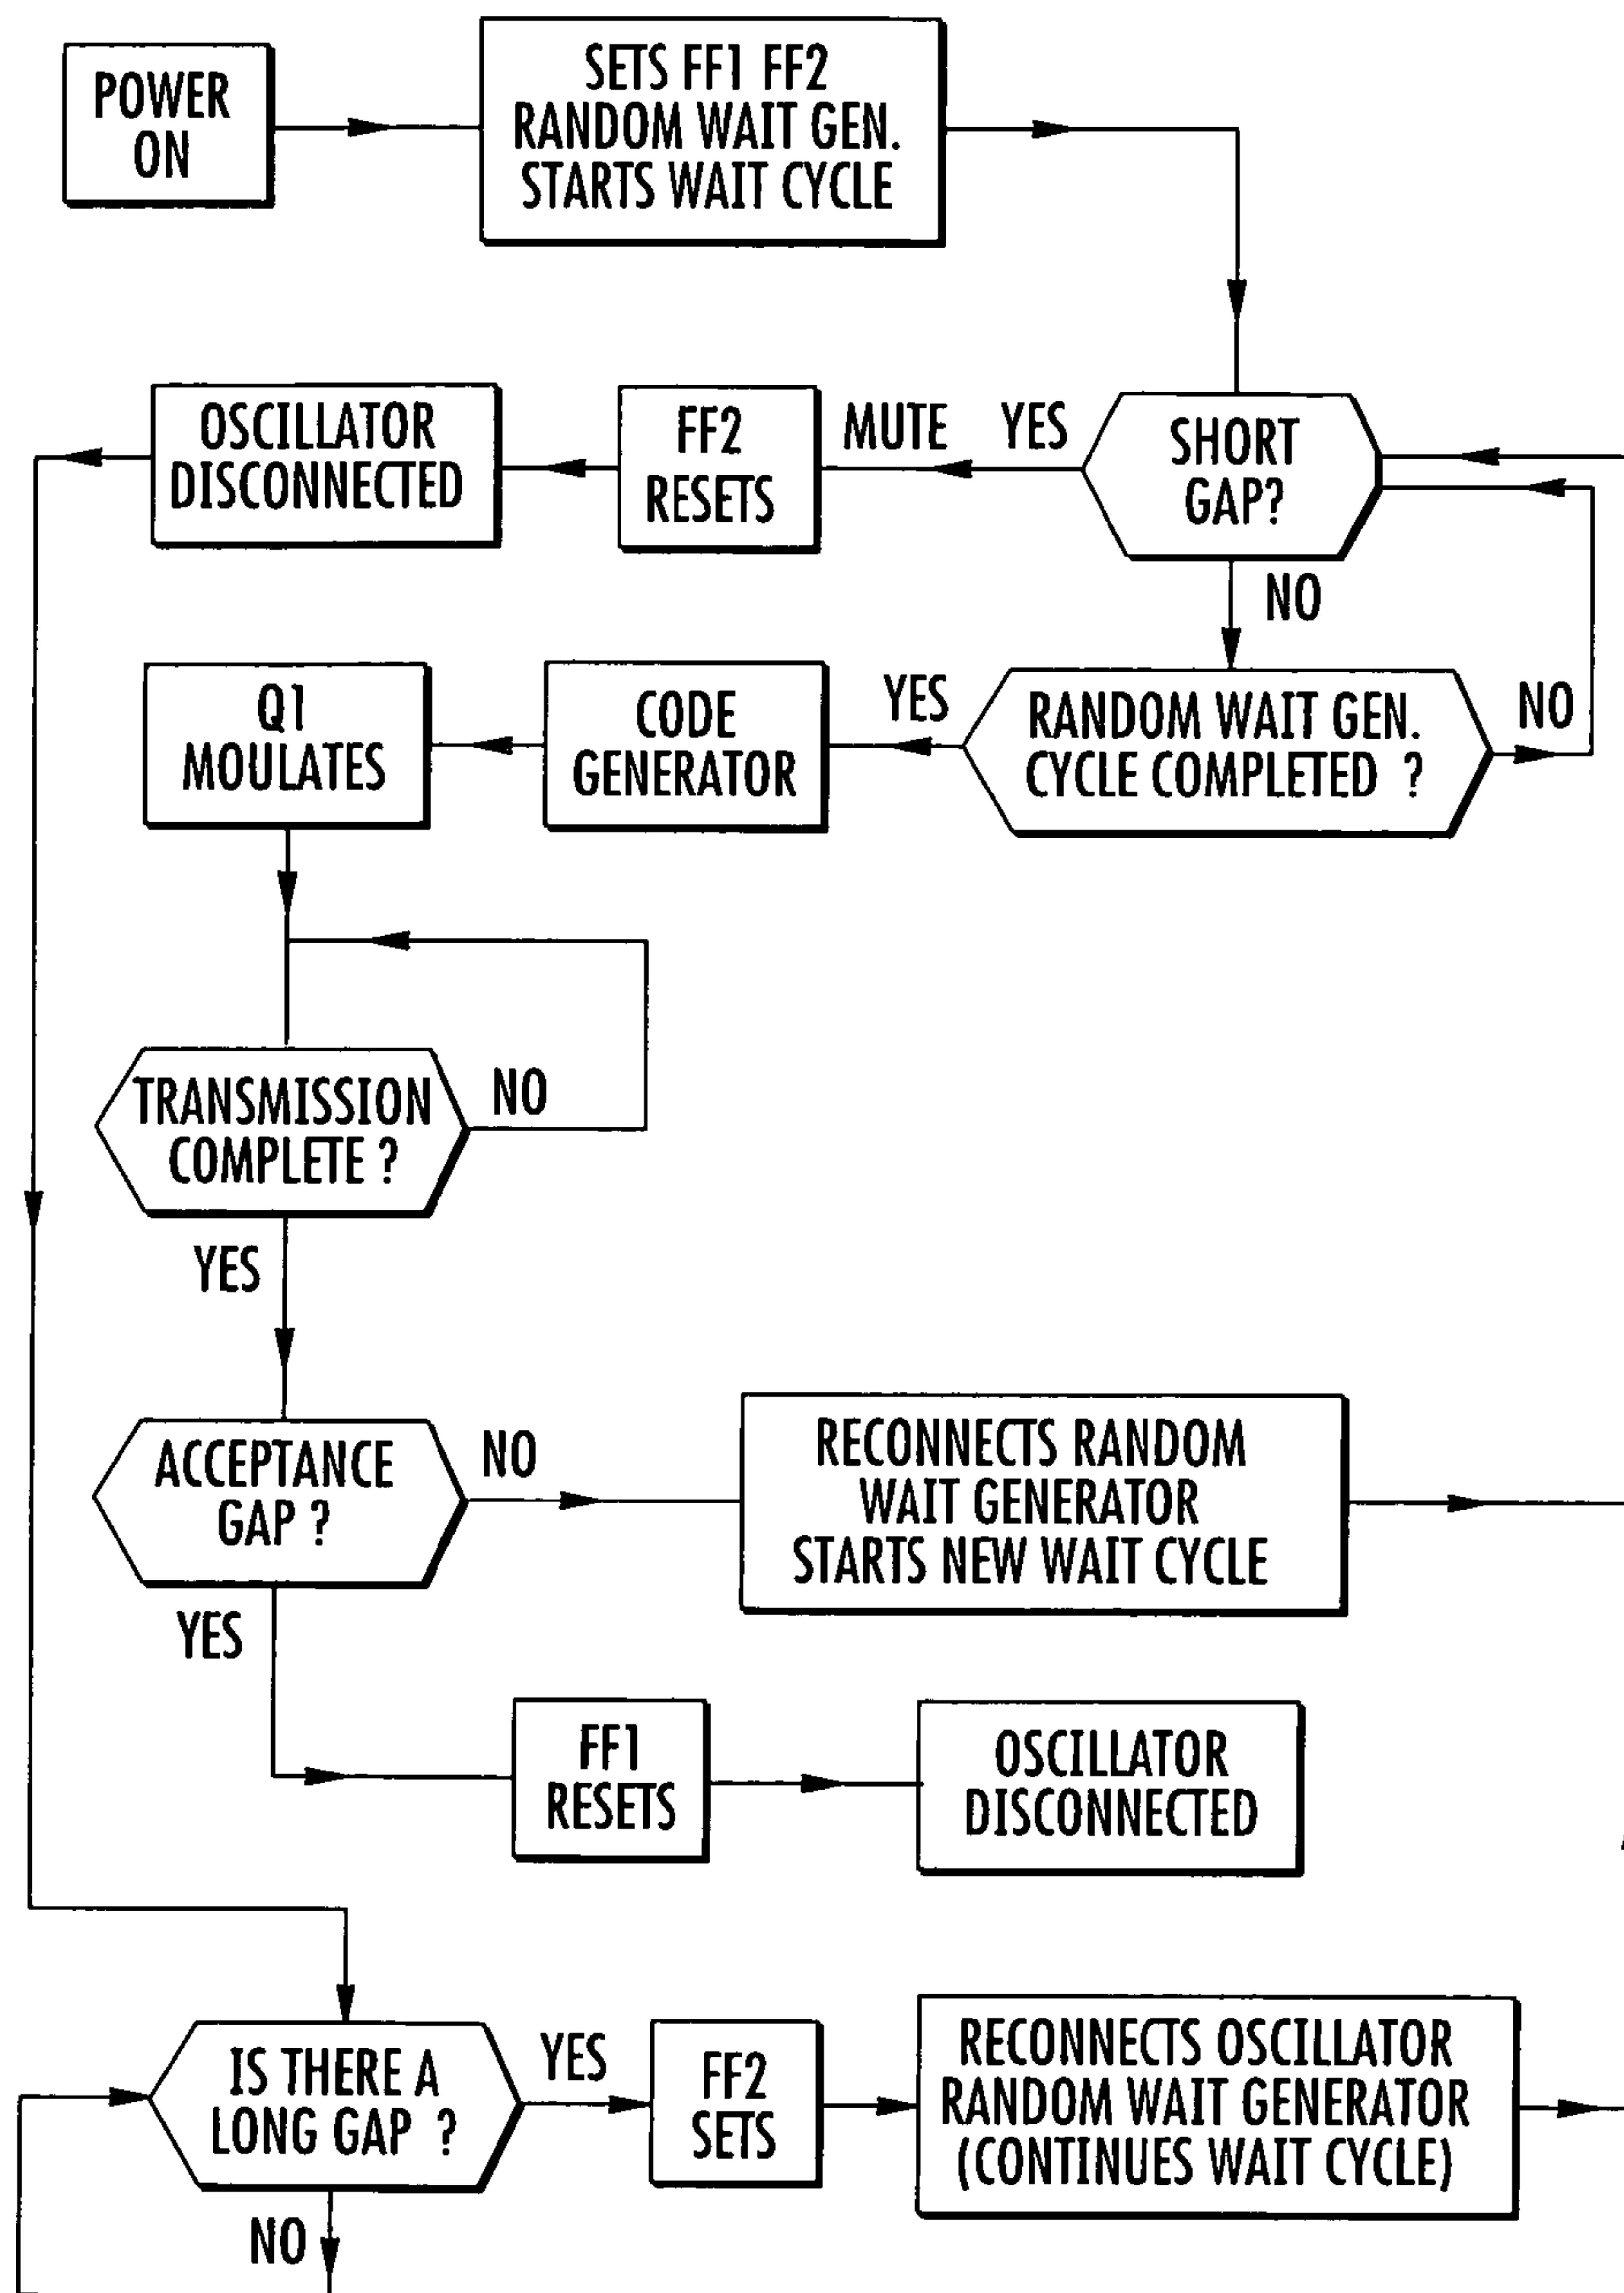 POWER
ON
SETS FF1 FF2
RANDOM WAIT GEN.
STARTS WAIT CYCLE
OSCILLATOR
DISCONNECTED
FF2
RESETS
MUTE
YES
SHORT
GAP?
NO
Q1
MOULATES
CODE
GENERATOR
YES
RANDOM WAIT GEN.
CYCLE COMPLETED ?
NO
TRANSMISSION
COMPLETE ?
NO
YES
ACCEPTANCE
GAP ?
NO
RECONNECTS RANDOM
WAIT GENERATOR
STARTS NEW WAIT CYCLE
YES
FF1
RESETS
OSCILLATOR
DISCONNECTED
IS THERE A
LONG GAP ?
YES
FF2
SETS
RECONNECTS OSCILLATOR
RANDOM WAIT GENERATOR
(CONTINUES WAIT CYCLE)
NO